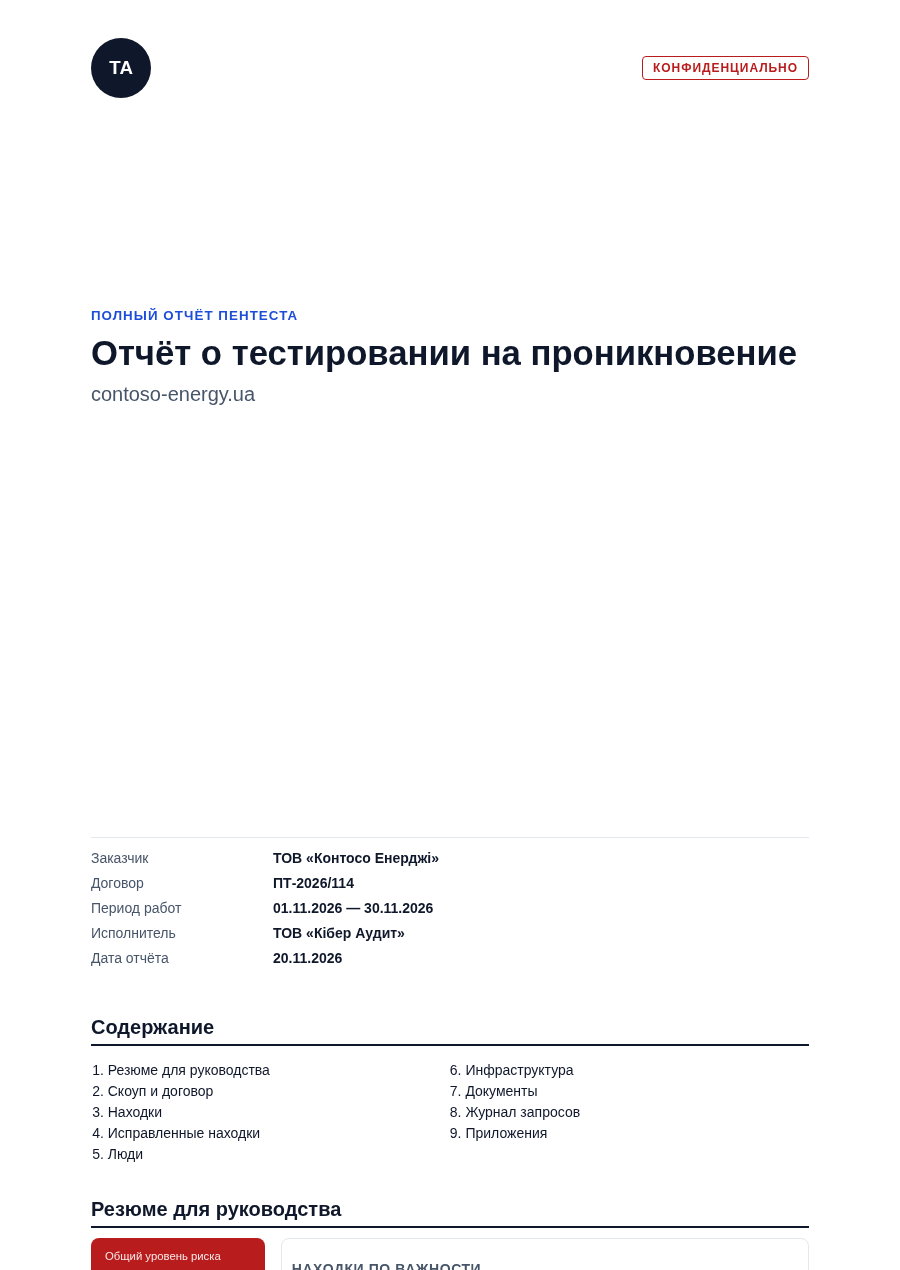 TA
КОНФИДЕНЦИАЛЬНО
ПОЛНЫЙ ОТЧЁТ ПЕНТЕСТА
Отчёт о тестировании на проникновение
contoso-energy.ua
Заказчик ТОВ «Контосо Енерджі»
Договор ПТ-2026/114
Период работ 01.11.2026 — 30.11.2026
Исполнитель ТОВ «Кібер Аудит»
Дата отчёта 20.11.2026
Содержание
1. Резюме для руководства
2. Скоуп и договор
3. Находки
4. Исправленные находки
5. Люди
6. Инфраструктура
7. Документы
8. Журнал запросов
9. Приложения
Резюме для руководства
Общий уровень риска
НАХОДКИ ПО ВАЖНОСТИ